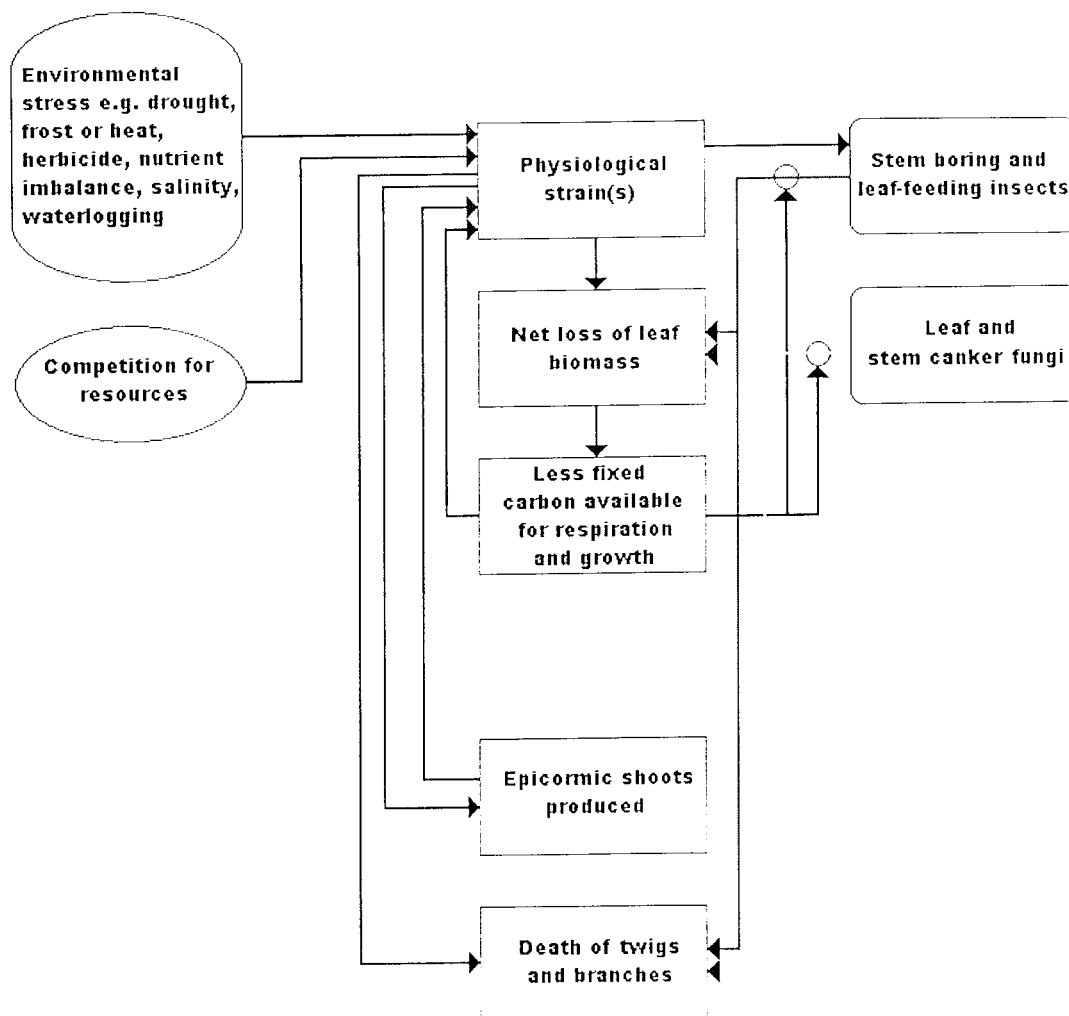 Environmental
stress e.g. drought,
frost or heat,
herbicide, nutrient
imbalance, salinity,
waterlogging
Competition for
resources
Physiological
strain(s)
Net loss of leaf
biomass
Less fixed
carbon available
for respiration
and growth
Epicormic shoots
produced
Death of twigs
and branches
Stem boring and
leaf-feeding insects
Leaf and
stem canker fungi